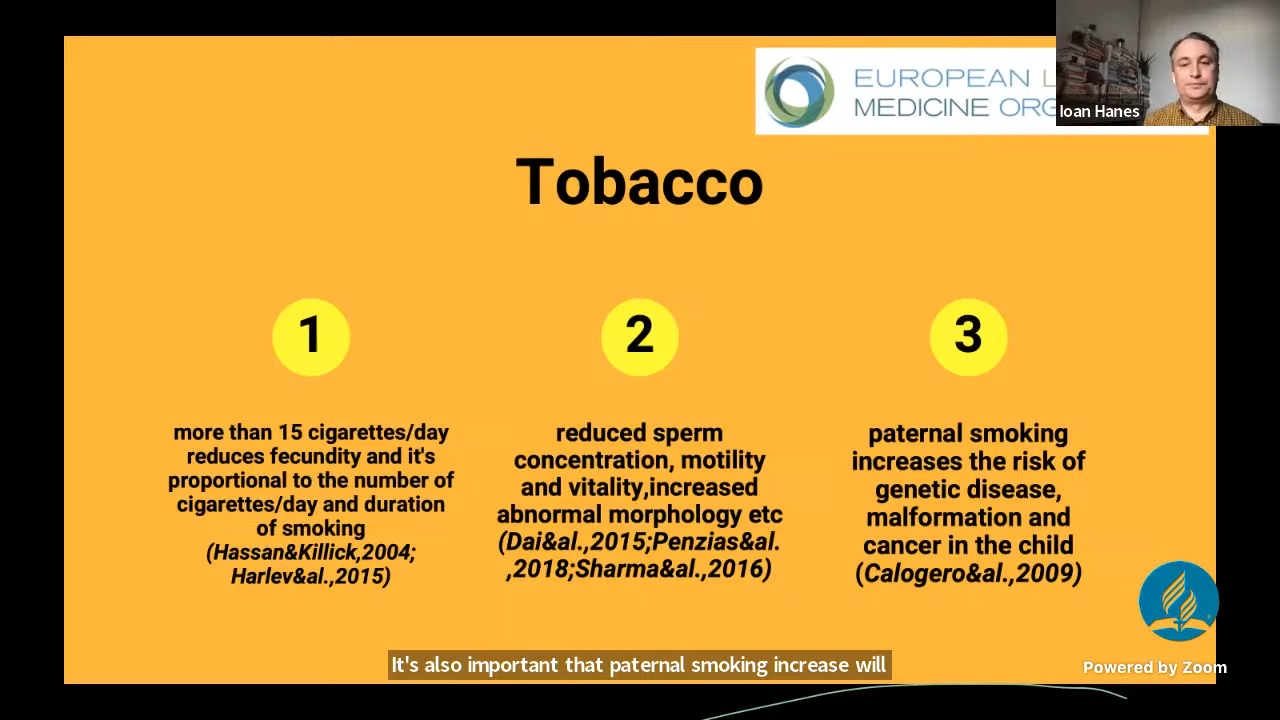 EUROPEAN
MEDICINE
Ioan Hanes
Tobacco
1
more than 15 cigarettes/day
reduces fecundity and it's
proportional to the number of
cigarettes/day and duration
of smoking
(Hassan&Killick,2004;
Harlev&al.,2015)
2
reduced sperm
concentration, motility
and vitality,increased
abnormal morphology etc
(Dai&al.,2015;Penzias&al.
,2018;Sharma&al.,2016)
3
paternal smoking
increases the risk of
genetic disease,
malformation and
cancer in the child
(Calogero&al.,2009)
It's also important that paternal smoking increase will
Powered by Zoom